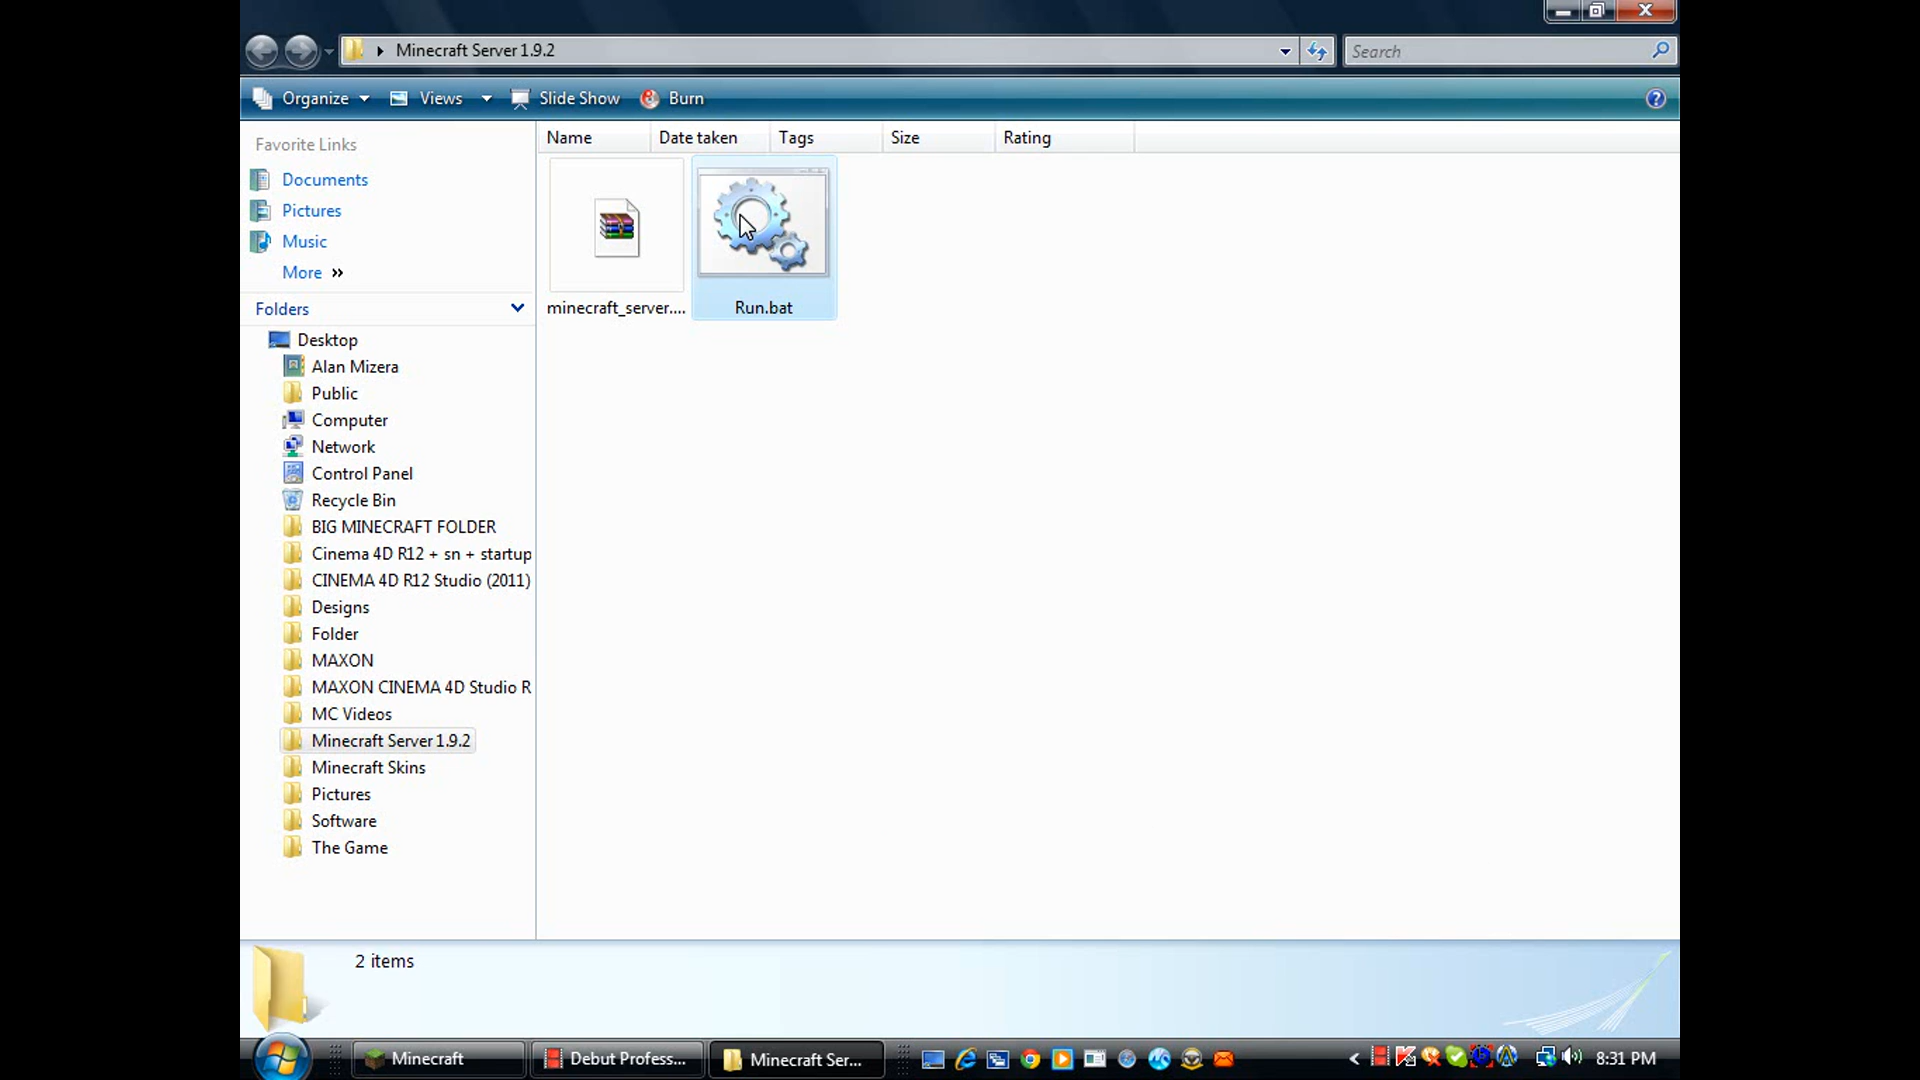 Minecraft Server 1.9.2
Search
Organize
Views
Slide Show
Burn
Name
Date taken
Tags
Size
Rating
Favorite Links
Documents
Pictures
Music
More »
Folders
minecraft_server....
Run.bat
Desktop
Alan Mizera
Public
Computer
Network
Control Panel
Recycle Bin
BIG MINECRAFT FOLDER
Cinema 4D R12 + sn + startup
CINEMA 4D R12 Studio (2011)
Designs
Folder
MAXON
MAXON CINEMA 4D Studio R
MC Videos
Minecraft Server 1.9.2
Minecraft Skins
Pictures
Software
The Game
2 items
Minecraft
Debut Profess...
Minecraft Ser...
8:31 PM